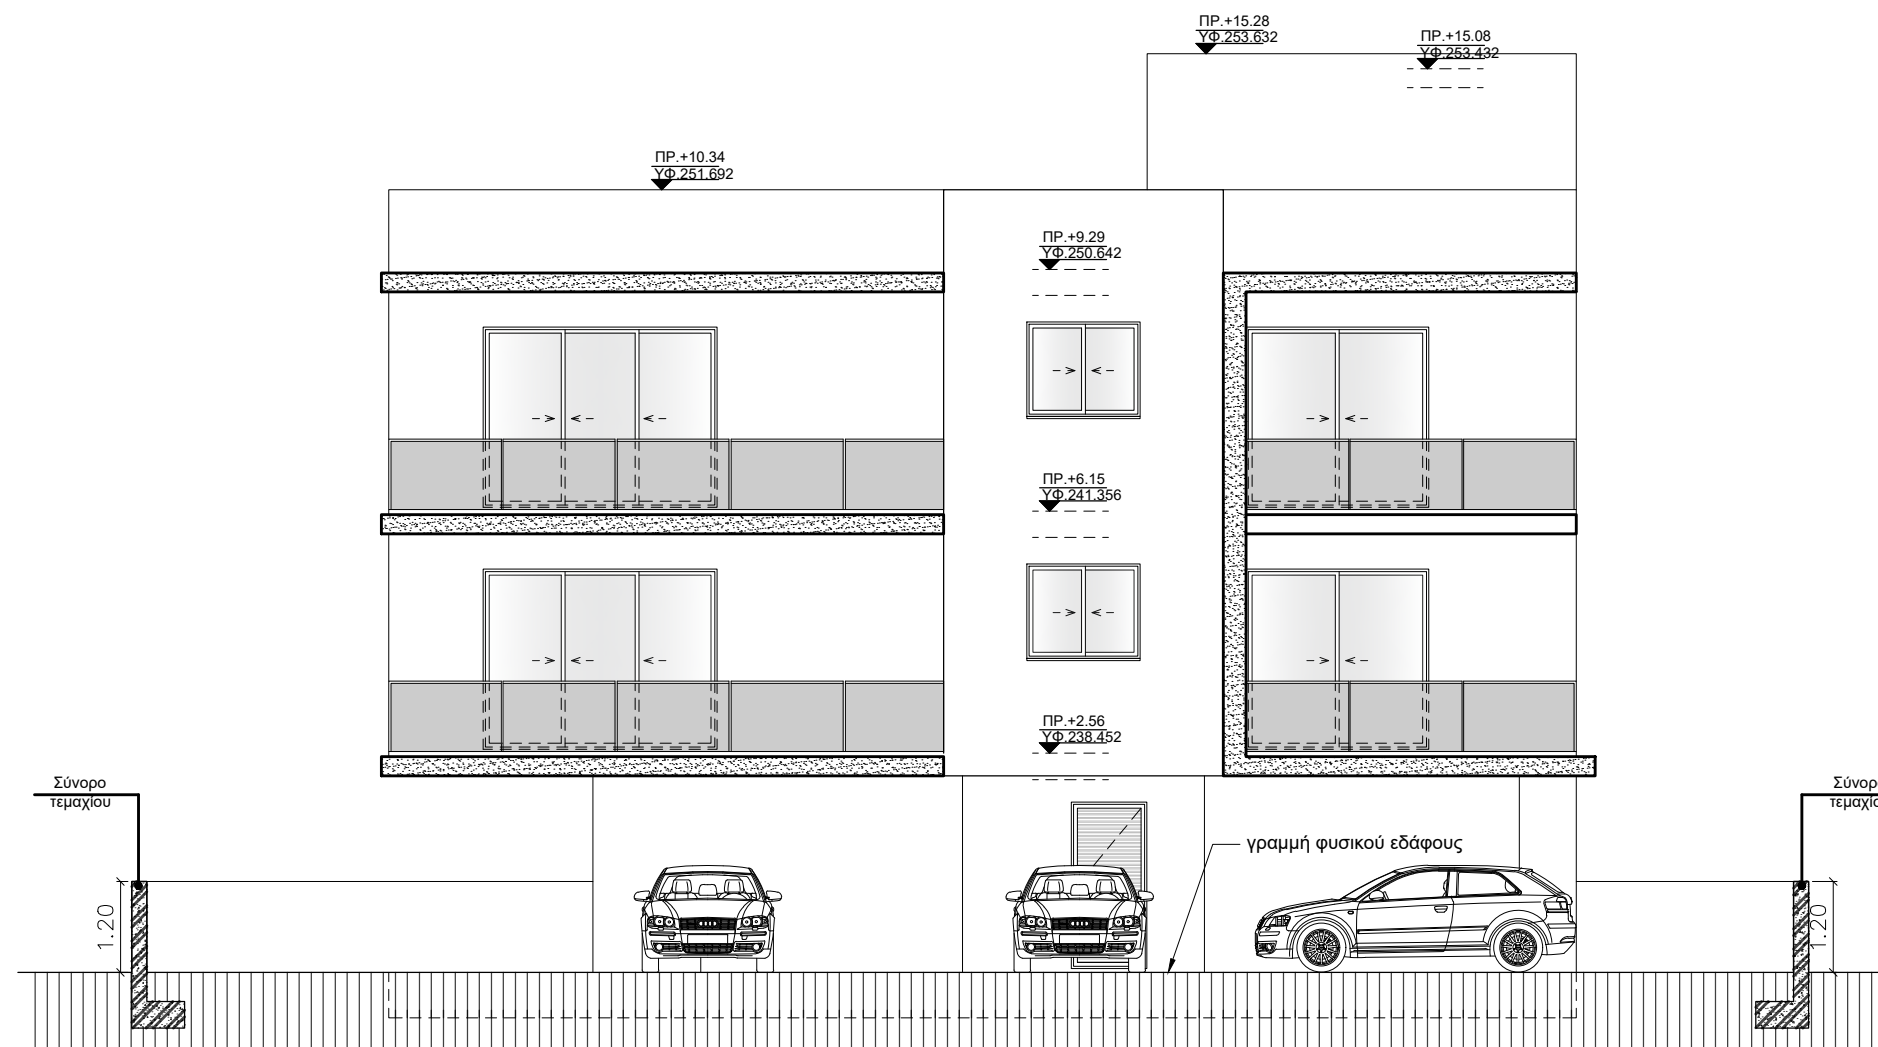 ΠΡ.+15.28
ΥΦ.253.632
ΠΡ.+15.08
ΥΦ.253.432
ΠΡ.+10.34
ΥΦ.251.692
ΠΡ.+9.29
ΥΦ.250.642
ΠΡ.+6.15
ΥΦ.241.356
ΠΡ.+2.56
ΥΦ.238.452
Σύνορο
τεμαχίου
Σύνορ
τεμαχίο
γραμμή φυσικού εδάφους
1.20
1.20